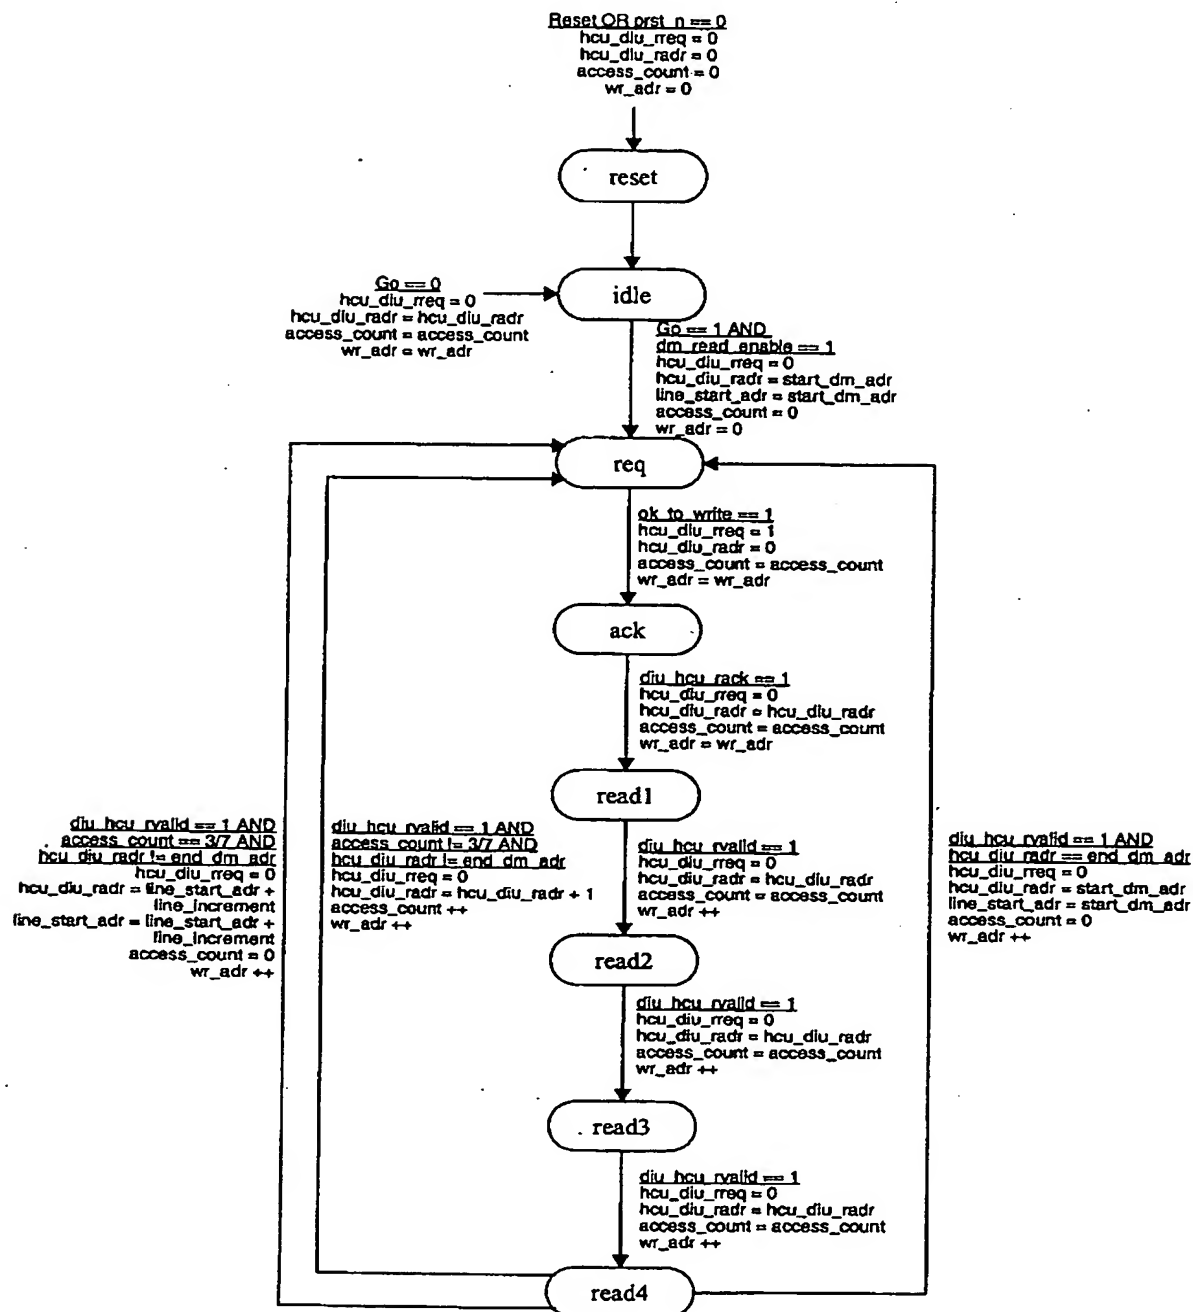 Reset OR prst_n == 0
hcu_diu_rreq = 0
hcu_diu_radr = 0
access_count = 0
wr_adr = 0
reset
idle
Go == 0
hcu_diu_rreq = 0
hcu_diu_radr = hcu_diu_radr
access_count = access_count
wr_adr = wr_adr
Go == 1 AND
dm_read_enable == 1
hcu_diu_rreq = 0
hcu_diu_radr = start_dm_adr
line_start_adr = start_dm_adr
access_count = 0
wr_adr = 0
req
ok_to_write == 1
hcu_diu_rreq = 1
hcu_diu_radr = 0
access_count = access_count
wr_adr = wr_adr
ack
diu_hcu_rack == 1
hcu_diu_rreq = 0
hcu_diu_radr = hcu_diu_radr
access_count = access_count
wr_adr = wr_adr
read1
diu_hcu_rvalid == 1 AND
access_count == 3/7 AND
hcu_diu_radr != end_dm_adr
hcu_diu_rreq = 0
hcu_diu_radr = line_start_adr +
line_increment
line_start_adr = line_start_adr +
line_increment
access_count = 0
wr_adr ++
diu_hcu_rvalid == 1 AND
access_count != 3/7 AND
hcu_diu_radr != end_dm_adr
hcu_diu_rreq = 0
hcu_diu_radr = hcu_diu_radr + 1
access_count ++
wr_adr ++
diu_hcu_rvalid == 1
hcu_diu_rreq = 0
hcu_diu_radr = hcu_diu_radr
access_count = access_count
wr_adr ++
diu_hcu_rvalid == 1 AND
hcu_diu_radr == end_dm_adr
hcu_diu_rreq = 0
hcu_diu_radr = start_dm_adr
line_start_adr = start_dm_adr
access_count = 0
wr_adr ++
read2
diu_hcu_rvalid == 1
hcu_diu_rreq = 0
hcu_diu_radr = hcu_diu_radr
access_count = access_count
wr_adr ++
read3
diu_hcu_rvalid == 1
hcu_diu_rreq = 0
hcu_diu_radr = hcu_diu_radr
access_count = access_count
wr_adr ++
read4